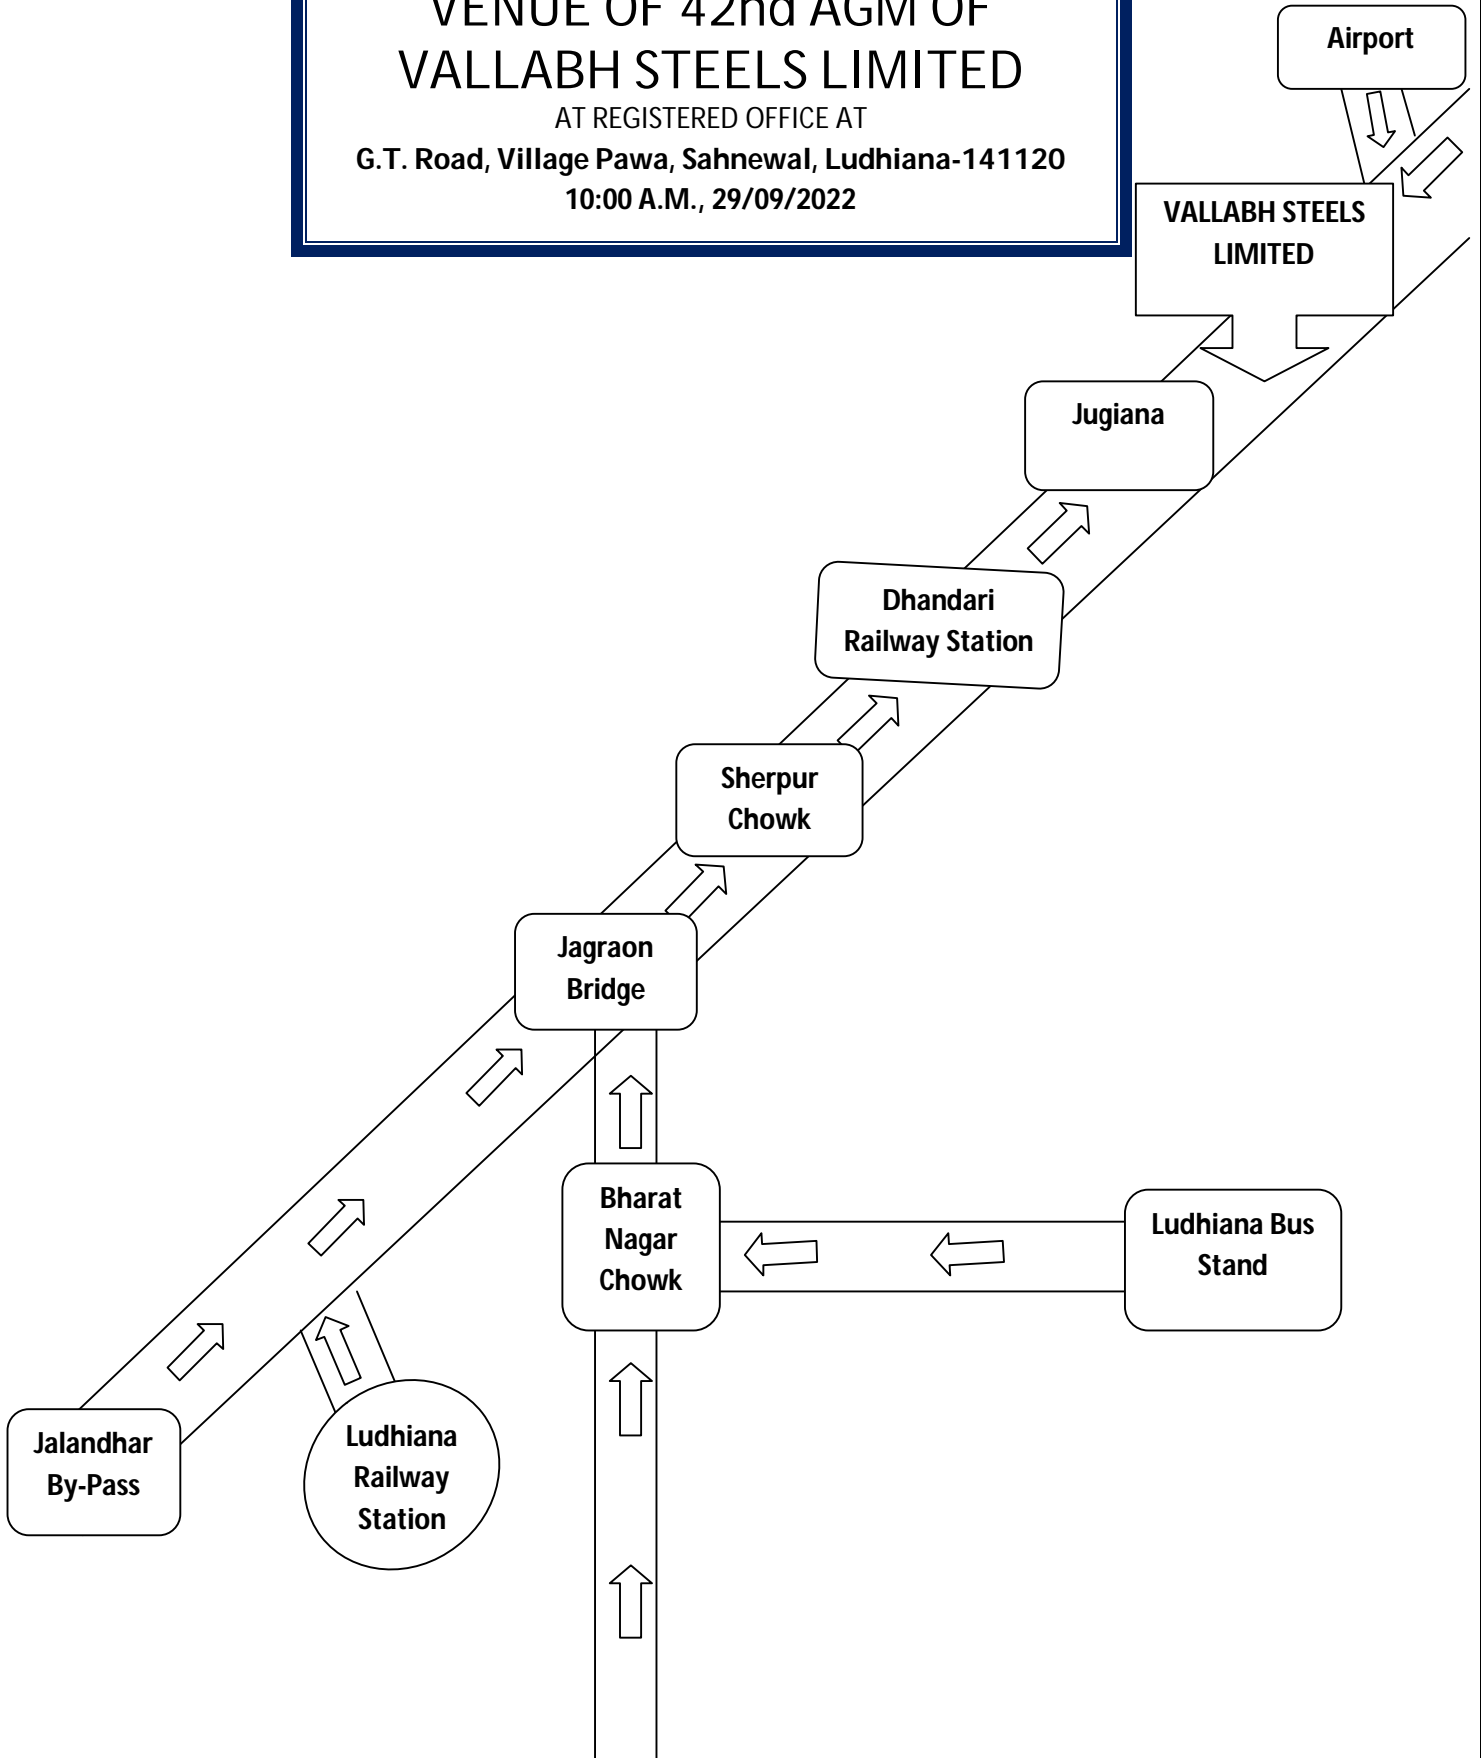 VENUE OF 42nd AGM OF
VALLABH STEELS LIMITED
AT REGISTERED OFFICE AT
G.T. Road, Village Pawa, Sahnewal, Ludhiana-141120
10:00 A.M., 29/09/2022
Airport
VALLABH STEELS
LIMITED
Jugiana
Dhandari
Railway Station
Sherpur
Chowk
Jagraon
Bridge
Bharat
Nagar
Chowk
Ludhiana Bus
Stand
Jalandhar
By-Pass
Ludhiana
Railway
Station